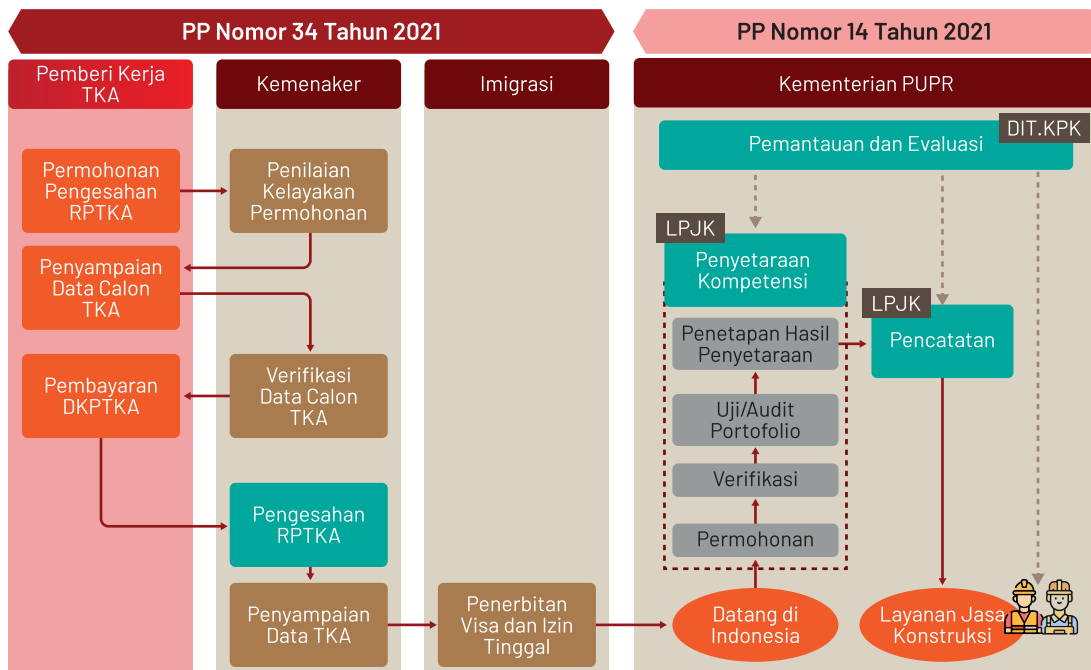 PP Nomor 34 Tahun 2021
PP Nomor 14 Tahun 2021
Pemberi Kerja
TKA
Kemenaker
Imigrasi
Kementerian PUPR
DIT.KPK
Pemantauan dan Evaluasi
Permohonan
Pengesahan
RPTKA
Penilaian
Kelayakan
Permohonan
Penyampaian
Data Calon
TKA
Verifikasi
Data Calon
TKA
Pembayaran
DKPTKA
Pengesahan
RPTKA
Penyampaian
Data TKA
Penerbitan
Visa dan Izin
Tinggal
Datang di
Indonesia
Permohonan
Verifikasi
Uji/Audit
Portofolio
Penetapan Hasil
Penyetaraan
LPJK
Penyetaraan
Kompetensi
LPJK
Pencatatan
Layanan Jasa
Konstruksi